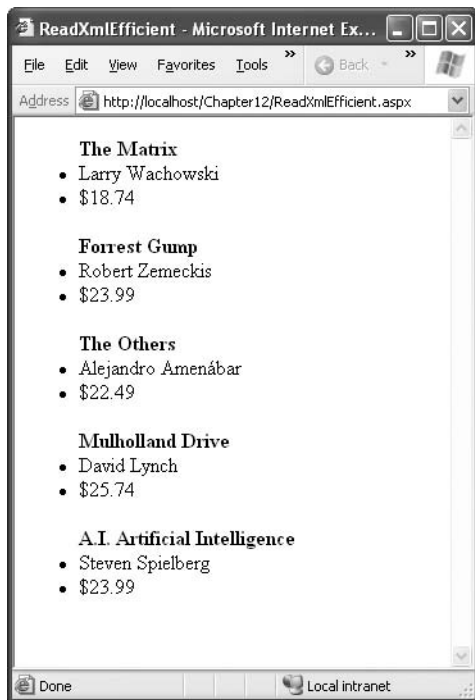 ReadXmlEfficient - Microsoft Internet Ex...
File Edit View Favorites Tools » Back »
Address http://localhost/Chapter12/ReadXmlEfficient.aspx
The Matrix
• Larry Wachowski
• $18.74
Forrest Gump
• Robert Zemeckis
• $23.99
The Others
• Alejandro Amenábar
• $22.49
Mulholland Drive
• David Lynch
• $25.74
A.I. Artificial Intelligence
• Steven Spielberg
• $23.99
Done Local intranet